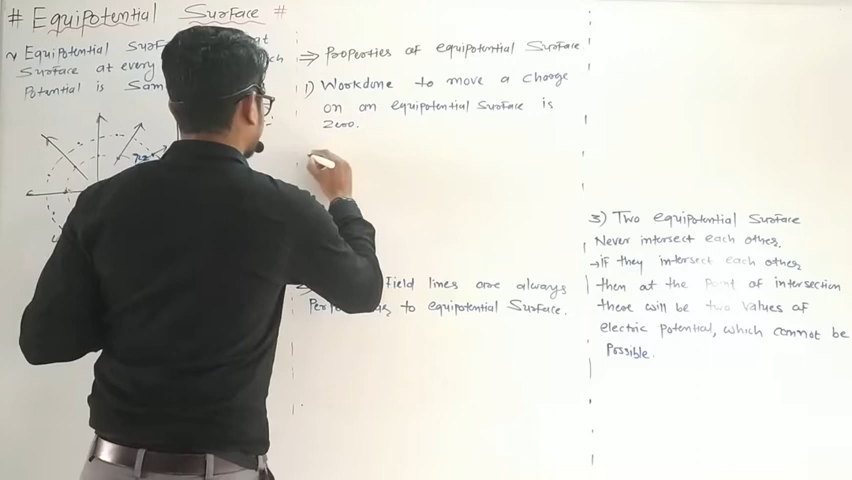 # Equipotential Surface #
~ Equipotential Surf
Surface at every
Potential is Sam
⇒ Properties of equipotential Surface.
1) Workdone to move a charge
on an equipotential Surface is
Zero.
Field lines are always
to equipotential Surface.
3) Two equipotential Surface
Never intersect each other.
→ if they intersect each other
then at the Point of intersection
there will be two values of
electric potential, which cannot be
Possible.